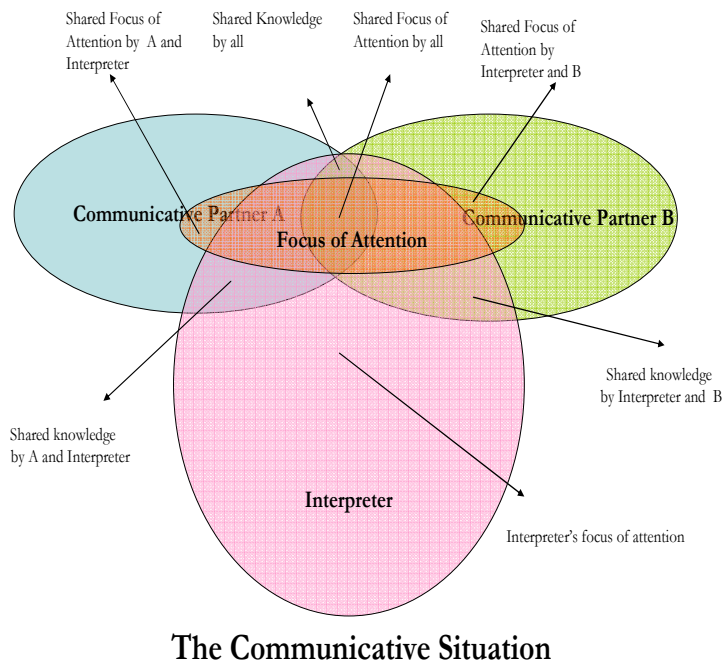 Shared Focus of
Attention by A and
Interpreter
Shared Knowledge
by all
Shared Focus of
Attention by all
Shared Focus of
Attention by
Interpreter and B
Communicative Partner A
Communicative Partner B
Focus of Attention
Shared knowledge
by Interpreter and B
Shared knowledge
by A and Interpreter
Interpreter
Interpreter's focus of attention
The Communicative Situation